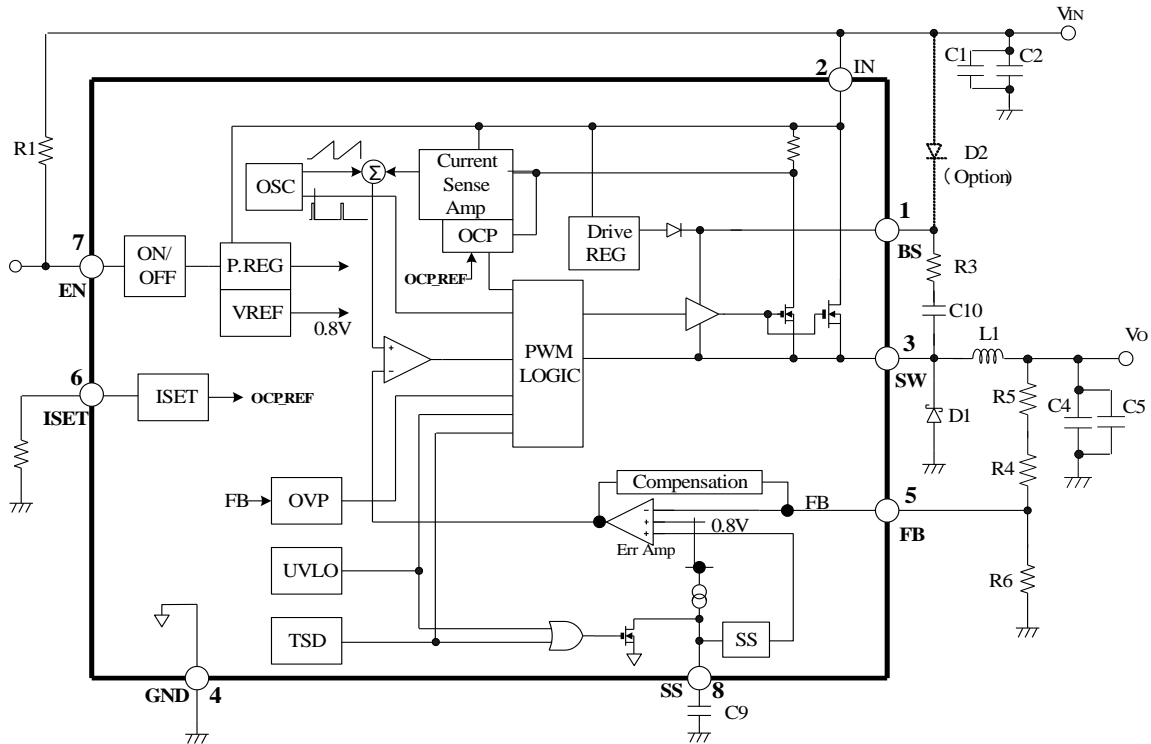 VIN
C1
C2
2
IN
R1
D2
(Option)
Current
Sense
Amp
OSC
Σ
OCP
Drive
REG
1
BS
R3
C10
7
EN
ON/
OFF
P.REG
VREF
0.8V
OCP_REF
PWM
LOGIC
+
−
L1
VO
3
SW
6
ISET
ISET
OCP_REF
D1
R5
C4
C5
R4
FB
OVP
Compensation
FB
5
FB
−
+
+
0.8V
Err Amp
UVLO
R6
TSD
SS
GND
4
SS
8
C9